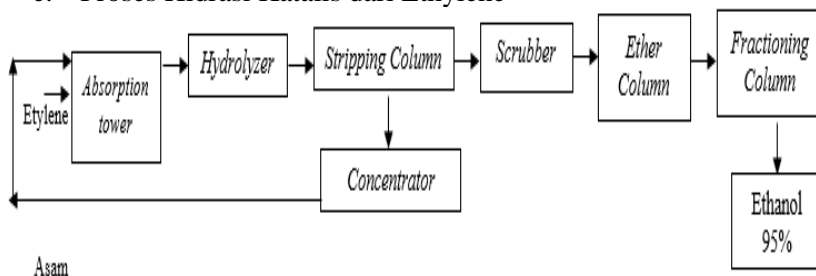 Proses Hidrasi Katalis dari Ethylene
Etylene
Absorption
tower
Hydrolyzer
Stripping Column
Scrubber
Ether
Column
Fractioning
Column
Concentrator
Ethanol
95%
Asam